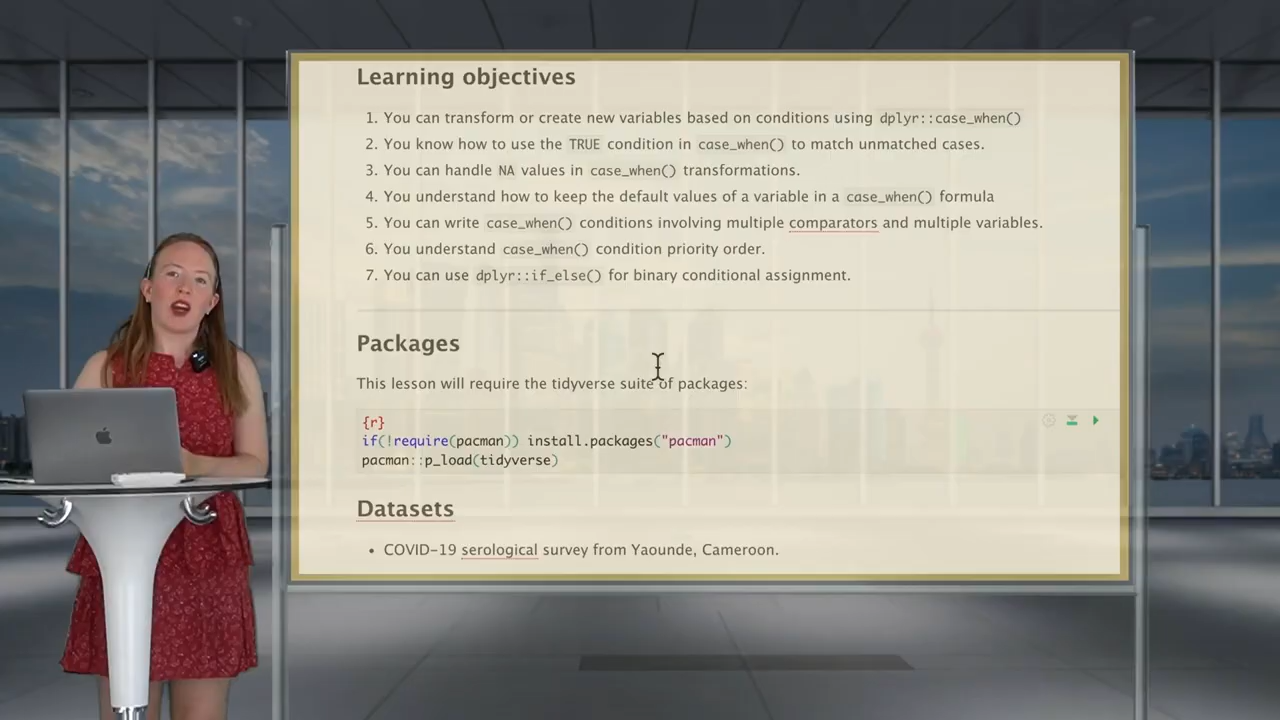 Learning objectives
1. You can transform or create new variables based on conditions using dplyr::case_when()
2. You know how to use the TRUE condition in case_when() to match unmatched cases.
3. You can handle NA values in case_when() transformations.
4. You understand how to keep the default values of a variable in a case_when() formula
5. You can write case_when() conditions involving multiple comparators and multiple variables.
6. You understand case_when() condition priority order.
7. You can use dplyr::if_else() for binary conditional assignment.
Packages
This lesson will require the tidyverse suite of packages:
{r}
if(!require(pacman)) install.packages("pacman")
pacman::p_load(tidyverse)
Datasets
• COVID-19 serological survey from Yaounde, Cameroon.